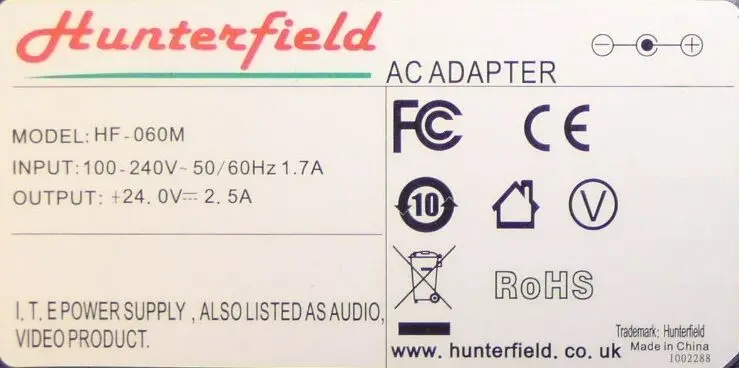 Hunterfield
AC ADAPTER
MODEL: HF-060M
INPUT: 100-240V~ 50/60Hz 1.7A
OUTPUT: +24.0V⎓ 2.5A
FC CE
10 V
RoHS
I.T.E POWER SUPPLY, ALSO LISTED AS AUDIO,
VIDEO PRODUCT.
www.hunterfield.co.uk
Trademark: Hunterfield
Made in China
1002288